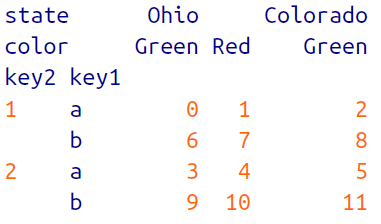 state Ohio Colorado
color Green Red Green
key2 key1
1 a 0 1 2
b 6 7 8
2 a 3 4 5
b 9 10 11